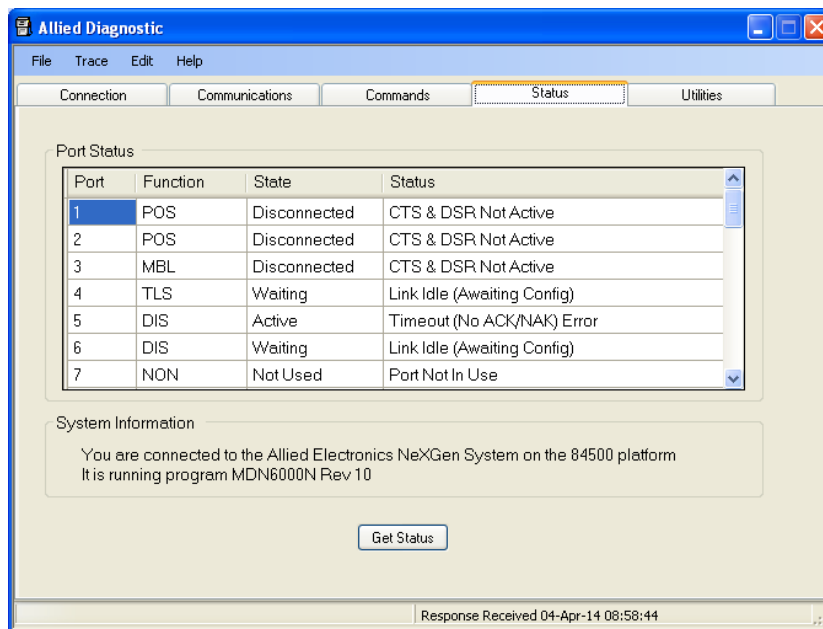 Allied Diagnostic
File Trace Edit Help
Connection Communications Commands Status Utilities
Port Status
Port Function State Status
1 POS Disconnected CTS & DSR Not Active
2 POS Disconnected CTS & DSR Not Active
3 MBL Disconnected CTS & DSR Not Active
4 TLS Waiting Link Idle (Awaiting Config)
5 DIS Active Timeout (No ACK/NAK) Error
6 DIS Waiting Link Idle (Awaiting Config)
7 NON Not Used Port Not In Use
System Information
You are connected to the Allied Electronics NeXGen System on the 84500 platform
It is running program MDN6000N Rev 10
Get Status
Response Received 04-Apr-14 08:58:44